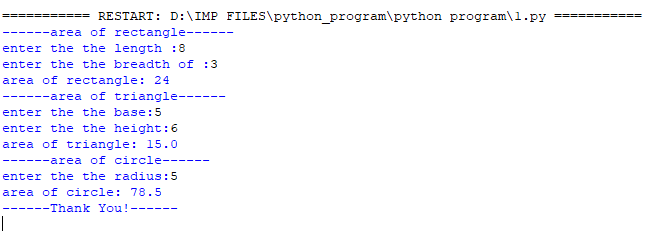 =========== RESTART: D:\IMP FILES\python_program\python program\1.py ===========
------area of rectangle------
enter the the length :8
enter the the breadth of :3
area of rectangle: 24
------area of triangle------
enter the the base:5
enter the the height:6
area of triangle: 15.0
------area of circle------
enter the the radius:5
area of circle: 78.5
------Thank You!------